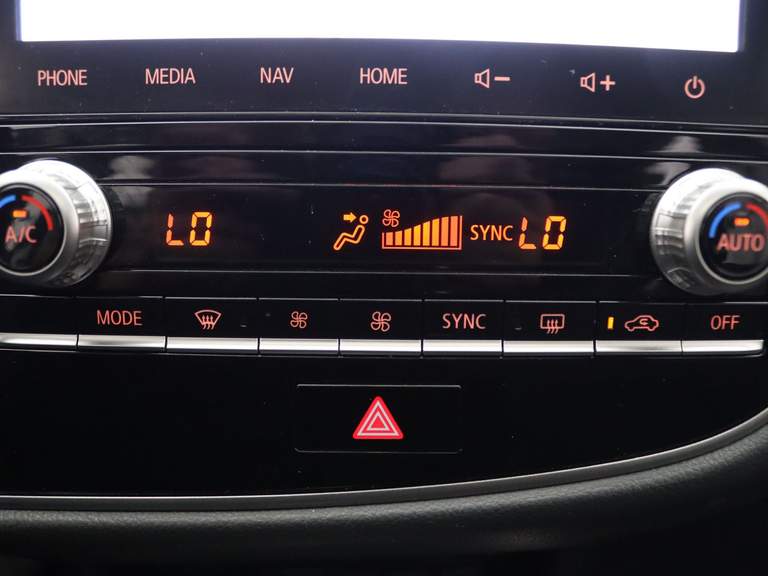 PHONE MEDIA NAV HOME
A/C LO SYNC LO AUTO
MODE SYNC OFF